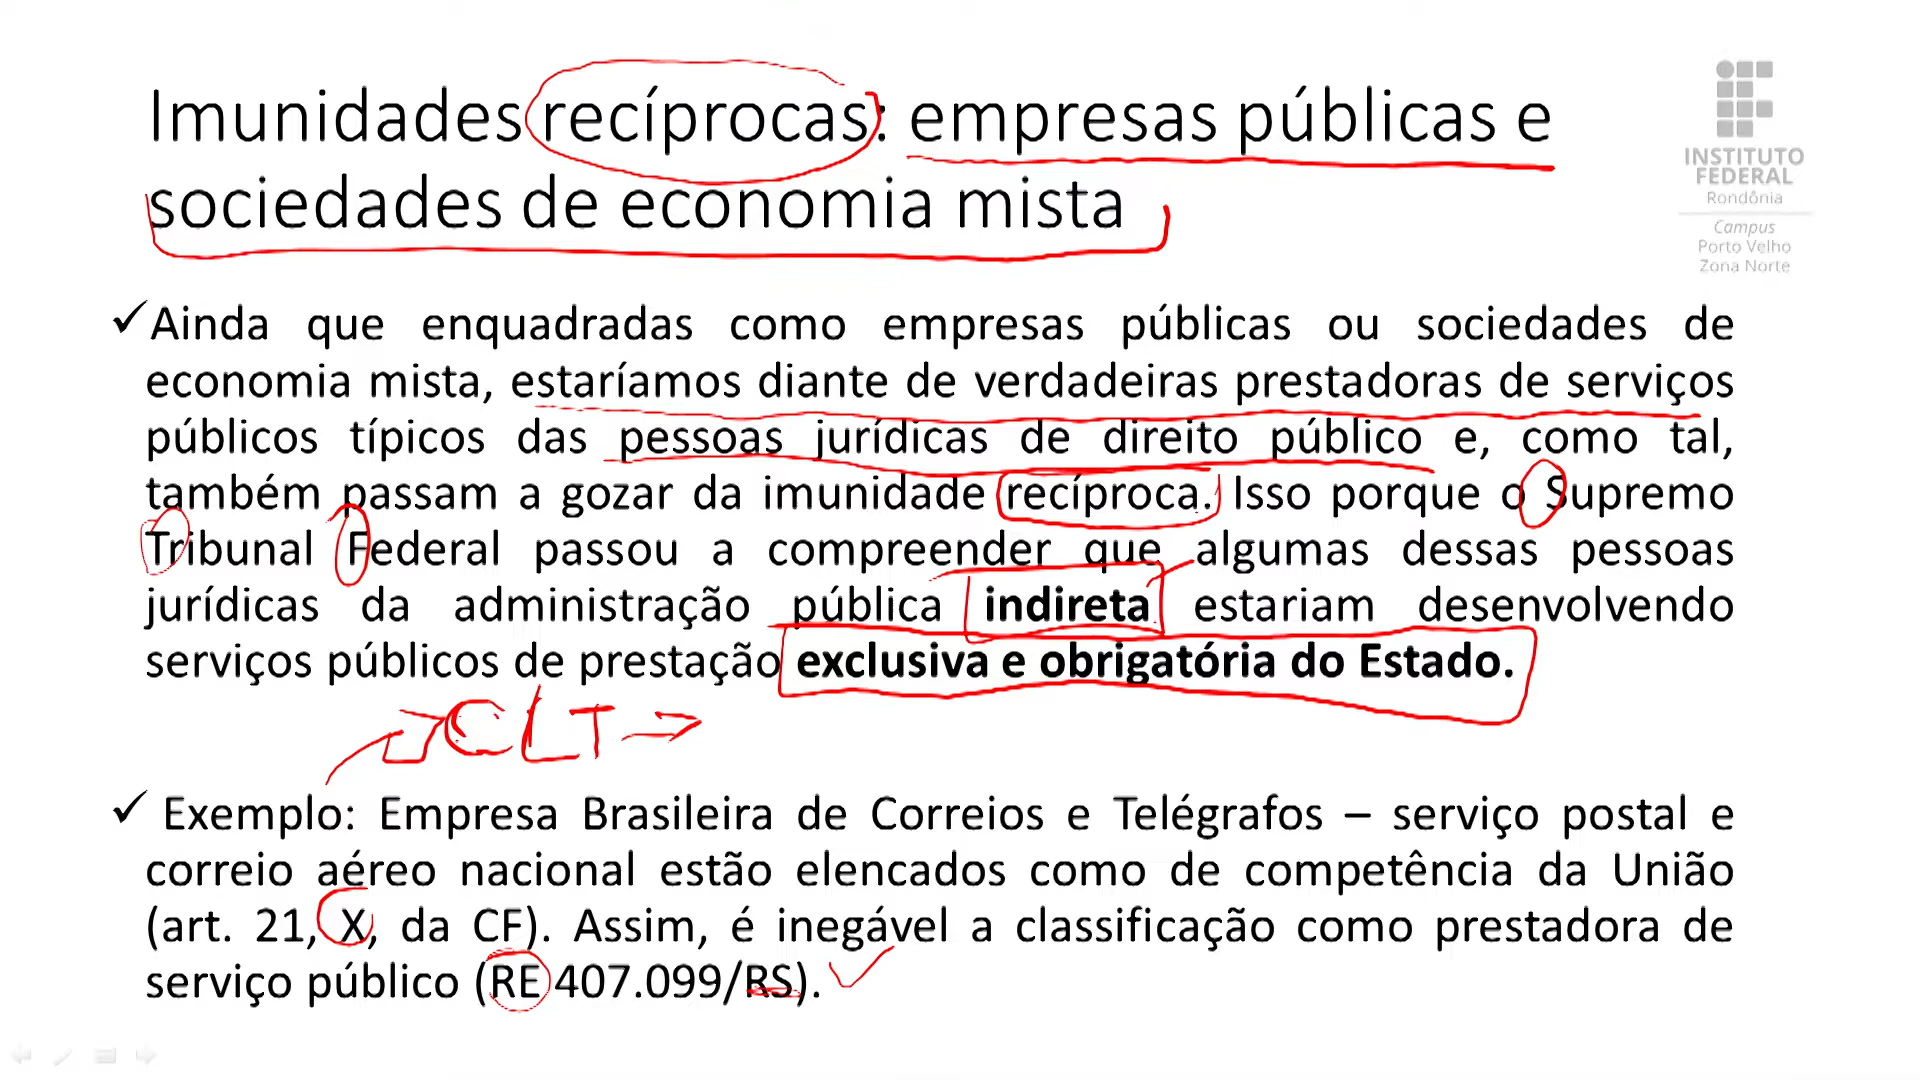 Imunidades recíprocas: empresas públicas e
sociedades de economia mista
INSTITUTO
FEDERAL
Rondônia
Campus
Porto Velho
Zona Norte
✓Ainda que enquadradas como empresas públicas ou sociedades de
economia mista, estaríamos diante de verdadeiras prestadoras de serviços
públicos típicos das pessoas jurídicas de direito público e, como tal,
também passam a gozar da imunidade recíproca. Isso porque o Supremo
Tribunal Federal passou a compreender que algumas dessas pessoas
jurídicas da administração pública indireta estariam desenvolvendo
serviços públicos de prestação exclusiva e obrigatória do Estado.
CLT
✓ Exemplo: Empresa Brasileira de Correios e Telégrafos – serviço postal e
correio aéreo nacional estão elencados como de competência da União
(art. 21, X, da CF). Assim, é inegável a classificação como prestadora de
serviço público (RE 407.099/RS).